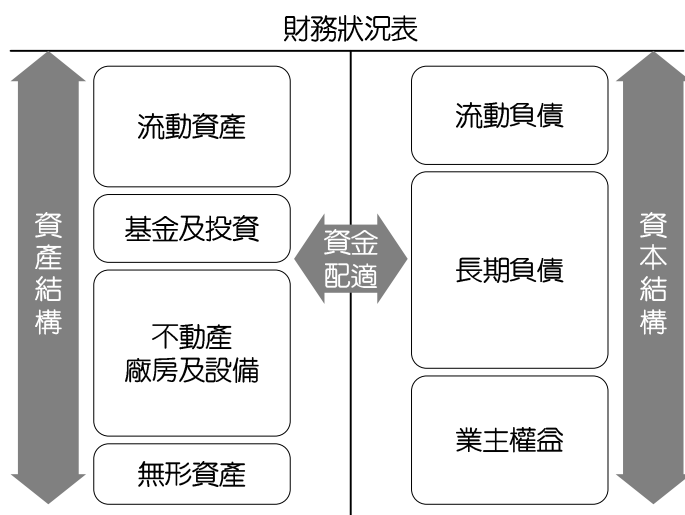 財務狀況表
資產結構
流動資產
基金及投資
不動產
廠房及設備
無形資產
資金
配適
流動負債
長期負債
業主權益
資本結構